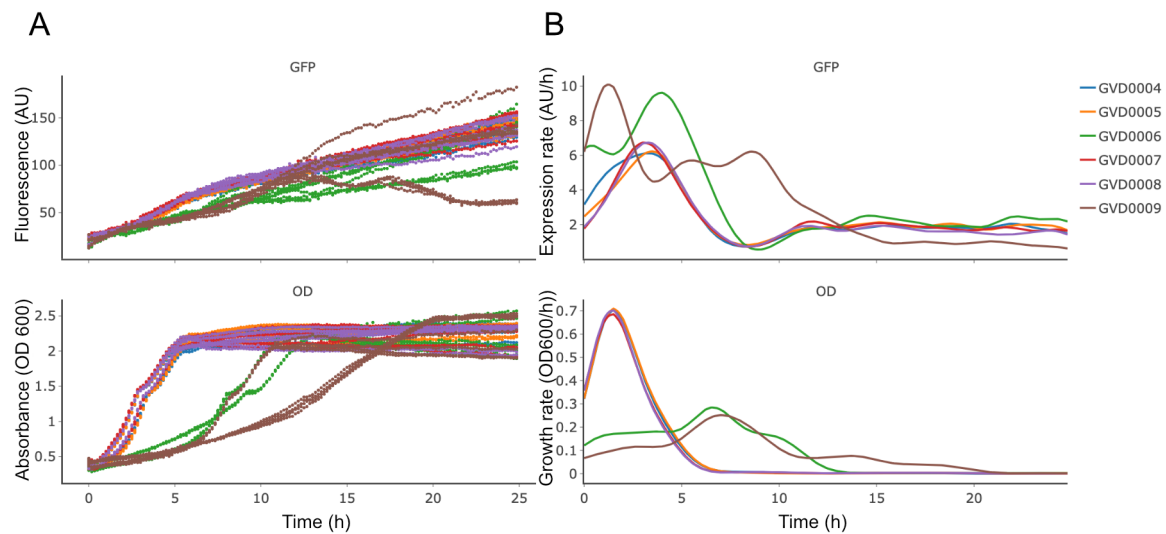 A
B
GFP
GFP
Fluorescence (AU)
150
100
50
Expression rate (AU/h)
10
8
6
4
2
GVD0004
GVD0005
GVD0006
GVD0007
GVD0008
GVD0009
OD
OD
Absorbance (OD 600)
2.5
2
1.5
1
0.5
0
5
10
15
20
25
Time (h)
Growth rate (OD600/h))
0.7
0.6
0.5
0.4
0.3
0.2
0.1
0
0
5
10
15
20
Time (h)